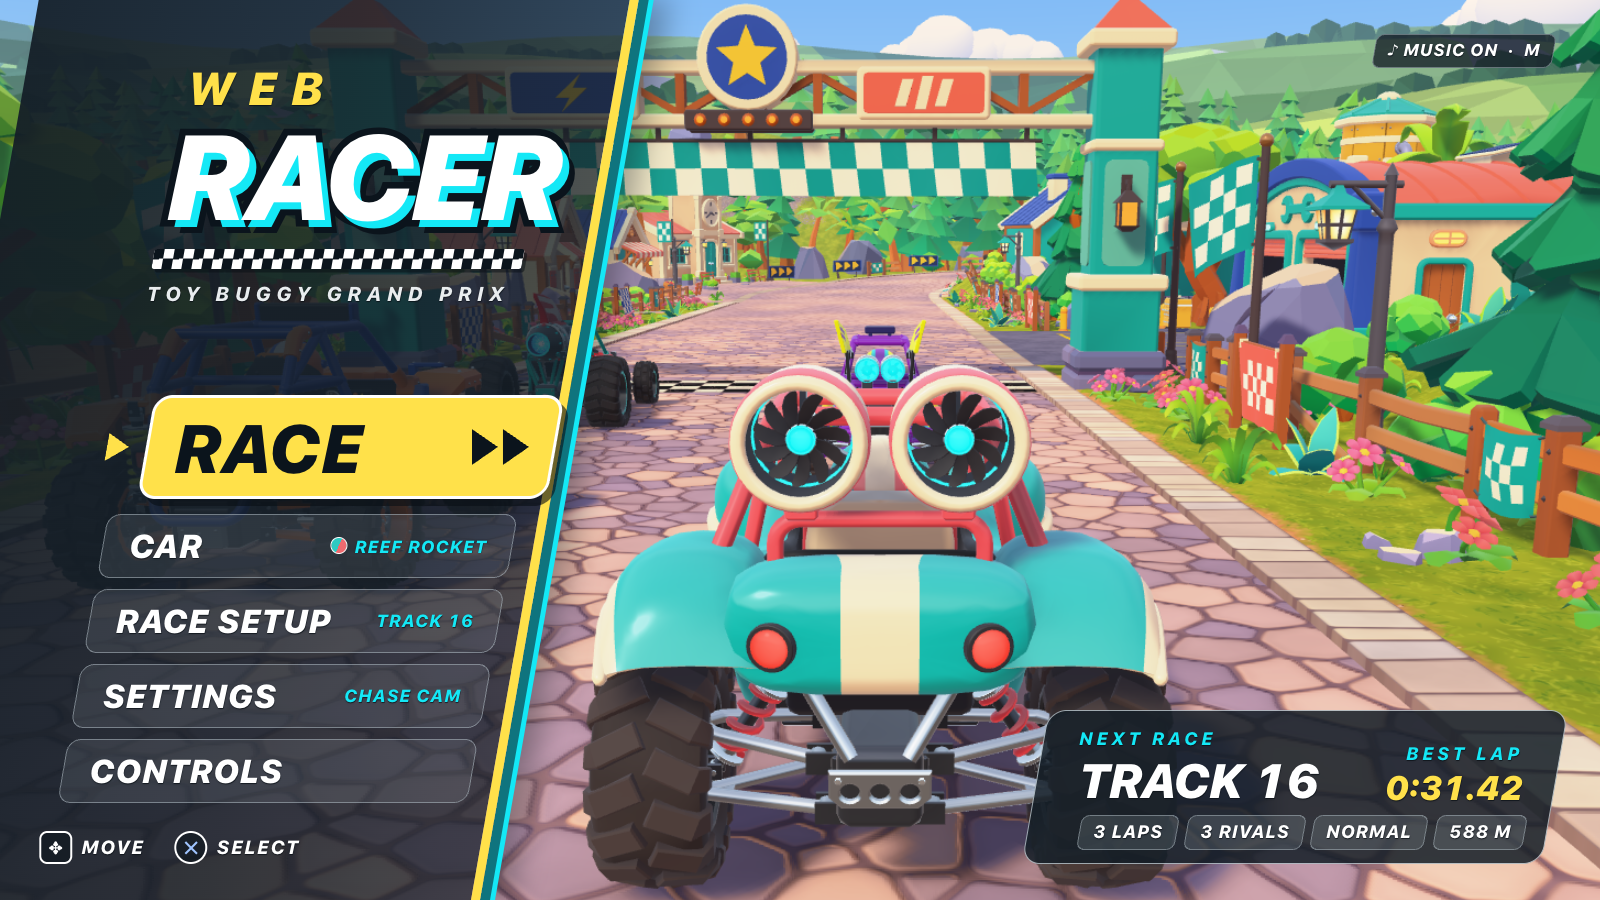 WEB
RACER
TOY BUGGY GRAND PRIX
♪ MUSIC ON · M
RACE
CAR REEF ROCKET
RACE SETUP TRACK 16
SETTINGS CHASE CAM
CONTROLS
MOVE SELECT
NEXT RACE
TRACK 16
BEST LAP
0:31.42
3 LAPS 3 RIVALS NORMAL 588 M